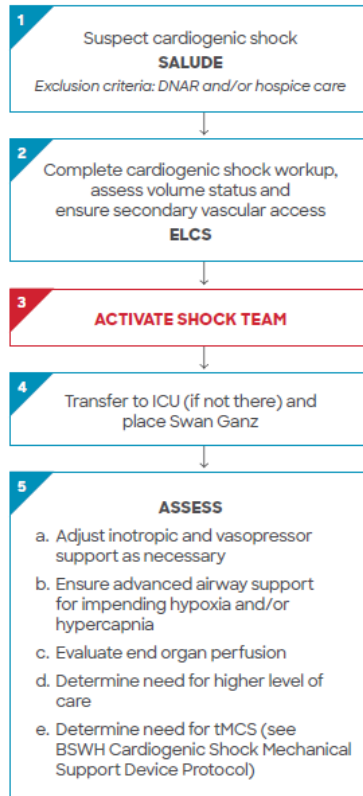 1
Suspect cardiogenic shock
SALUDE
Exclusion criteria: DNAR and/or hospice care
2
Complete cardiogenic shock workup,
assess volume status and
ensure secondary vascular access
ELCS
3
ACTIVATE SHOCK TEAM
4
Transfer to ICU (if not there) and
place Swan Ganz
5
ASSESS
a. Adjust inotropic and vasopressor
support as necessary
b. Ensure advanced airway support
for impending hypoxia and/or
hypercapnia
c. Evaluate end organ perfusion
d. Determine need for higher level of
care
e. Determine need for tMCS (see
BSWH Cardiogenic Shock Mechanical
Support Device Protocol)